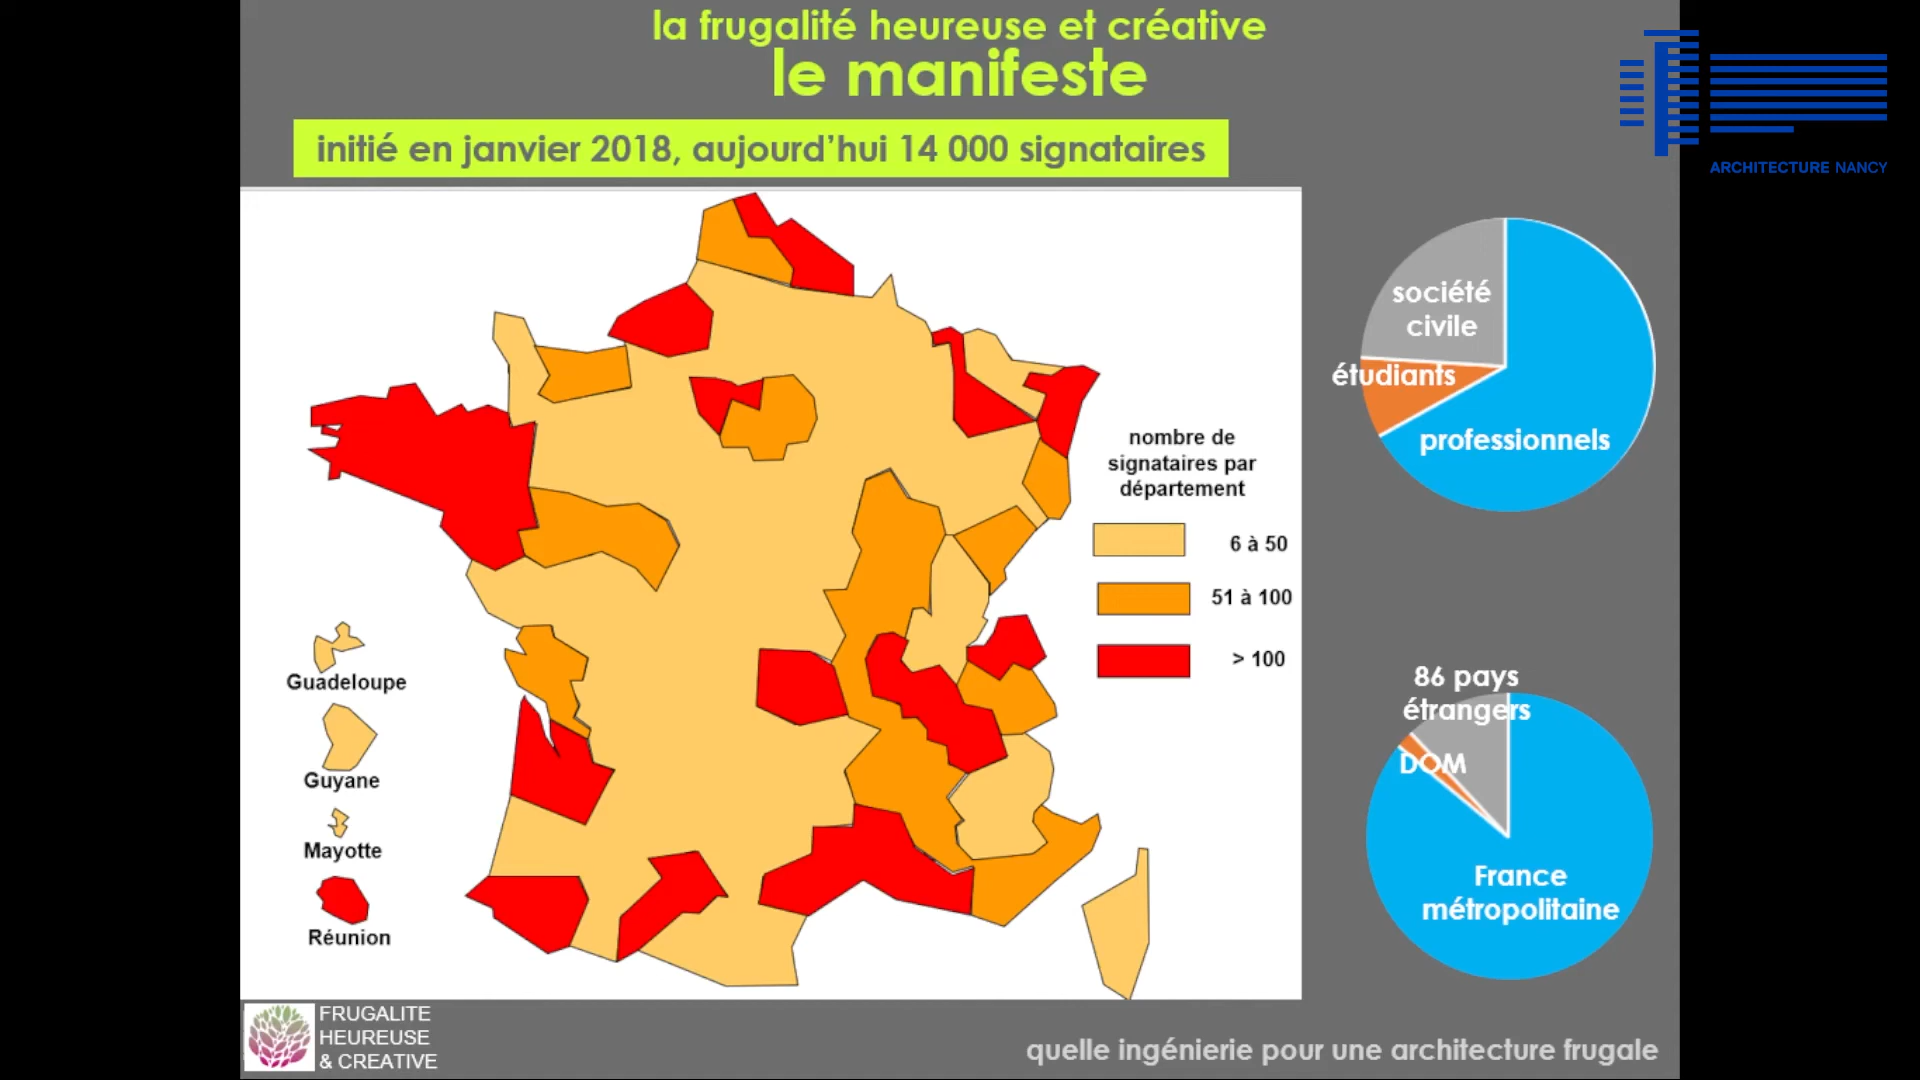 la frugalité heureuse et créative
le manifeste
initié en janvier 2018, aujourd'hui 14 000 signataires
ARCHITECTURE NANCY
société
civile
étudiants
professionnels
nombre de
signataires par
département
6 à 50
51 à 100
> 100
Guadeloupe
Guyane
Mayotte
Réunion
86 pays
étrangers
DOM
France
métropolitaine
FRUGALITE
HEUREUSE
& CREATIVE
quelle ingénierie pour une architecture frugale